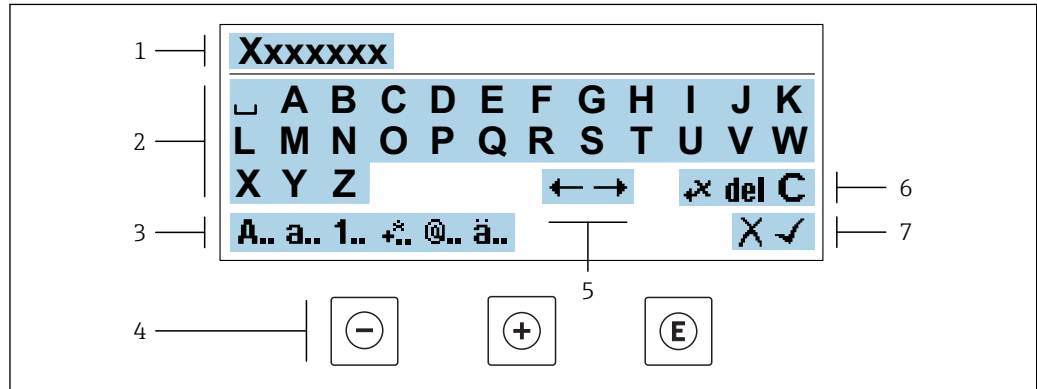 1 Xxxxxxx
␣ A B C D E F G H I J K
2 L M N O P Q R S T U V W
X Y Z ← → ↞x del C 6
3 A.. a.. 1.. +*.. @.. ä.. X ✓ 7
5
4 − + E